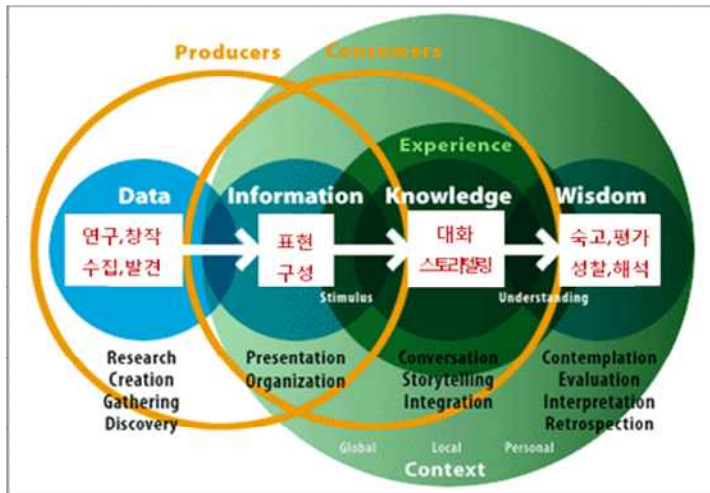 Producers
Consumers
Experience
Data
Information
Knowledge
Wisdom
연구,창작
수집,발견
표현
구성
대화
스토리텔링
숙고,평가
성찰,해석
Stimulus
Understanding
Research
Creation
Gathering
Discovery
Presentation
Organization
Conversation
Storytelling
Integration
Contemplation
Evaluation
Interpretation
Retrospection
Global
Local
Personal
Context